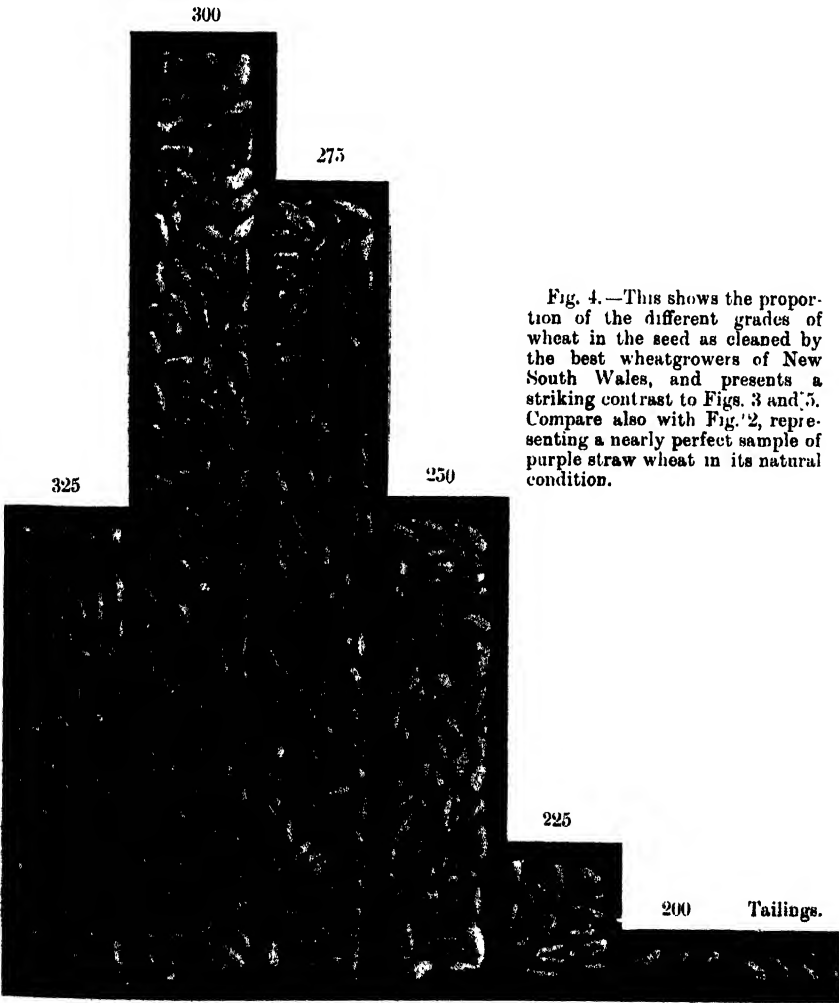 300
275
Fig. 4.—This shows the propor-
tion of the different grades of
wheat in the seed as cleaned by
the best wheatgrowers of New
South Wales, and presents a
striking contrast to Figs. 3 and 5.
Compare also with Fig. 2, repre-
senting a nearly perfect sample of
purple straw wheat in its natural
condition.
325
250
225
200 Tailings.